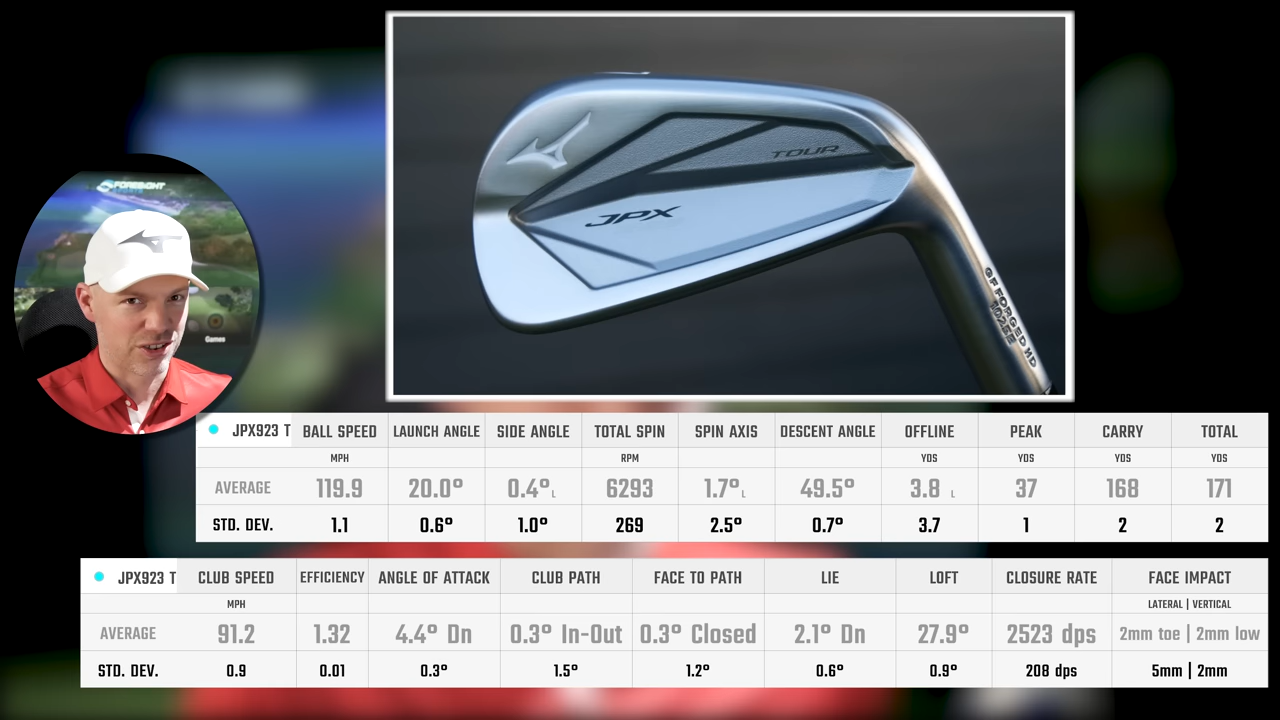 TOUR
JPX
GF FORGED HD
1025E
FORESIGHT
SPORTS
Games
JPX923 T BALL SPEED LAUNCH ANGLE SIDE ANGLE TOTAL SPIN SPIN AXIS DESCENT ANGLE OFFLINE PEAK CARRY TOTAL
MPH RPM YDS YDS YDS YDS
AVERAGE 119.9 20.0° 0.4° L 6293 1.7° L 49.5° 3.8 L 37 168 171
STD. DEV. 1.1 0.6° 1.0° 269 2.5° 0.7° 3.7 1 2 2
JPX923 T CLUB SPEED EFFICIENCY ANGLE OF ATTACK CLUB PATH FACE TO PATH LIE LOFT CLOSURE RATE FACE IMPACT
MPH LATERAL | VERTICAL
AVERAGE 91.2 1.32 4.4° Dn 0.3° In-Out 0.3° Closed 2.1° Dn 27.9° 2523 dps 2mm toe | 2mm low
STD. DEV. 0.9 0.01 0.3° 1.5° 1.2° 0.6° 0.9° 208 dps 5mm | 2mm